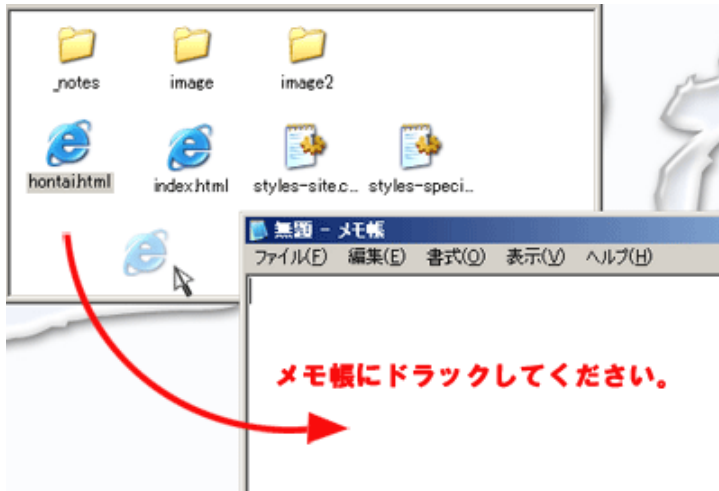 _notes
image
image2
hontai.html
index.html
styles-site.c...
styles-speci...
無題 - メモ帳
ファイル(F) 編集(E) 書式(O) 表示(V) ヘルプ(H)
メモ帳にドラックしてください。